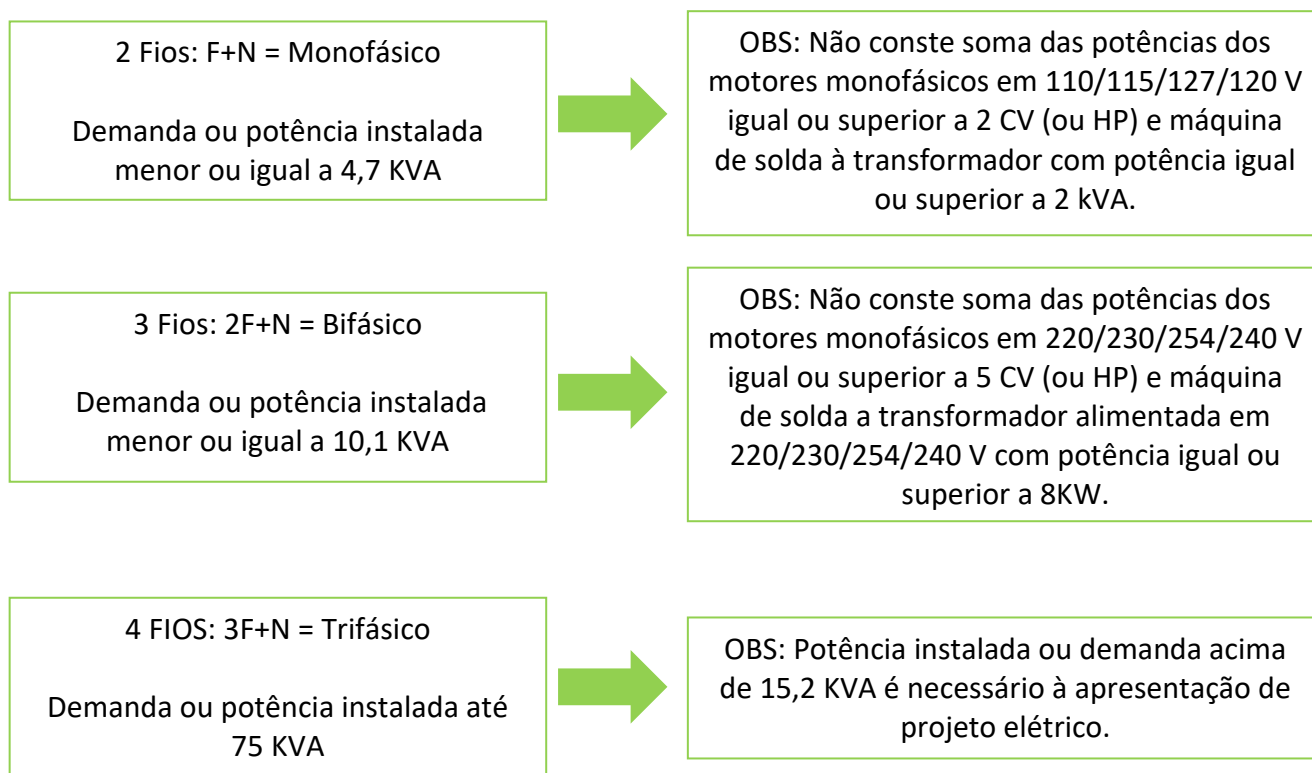 2 Fios: F+N = Monofásico
Demanda ou potência instalada
menor ou igual a 4,7 KVA
OBS: Não conste soma das potências dos
motores monofásicos em 110/115/127/120 V
igual ou superior a 2 CV (ou HP) e máquina
de solda à transformador com potência igual
ou superior a 2 kVA.
3 Fios: 2F+N = Bifásico
Demanda ou potência instalada
menor ou igual a 10,1 KVA
OBS: Não conste soma das potências dos
motores monofásicos em 220/230/254/240 V
igual ou superior a 5 CV (ou HP) e máquina
de solda a transformador alimentada em
220/230/254/240 V com potência igual ou
superior a 8KW.
4 FIOS: 3F+N = Trifásico
Demanda ou potência instalada até
75 KVA
OBS: Potência instalada ou demanda acima
de 15,2 KVA é necessário à apresentação de
projeto elétrico.